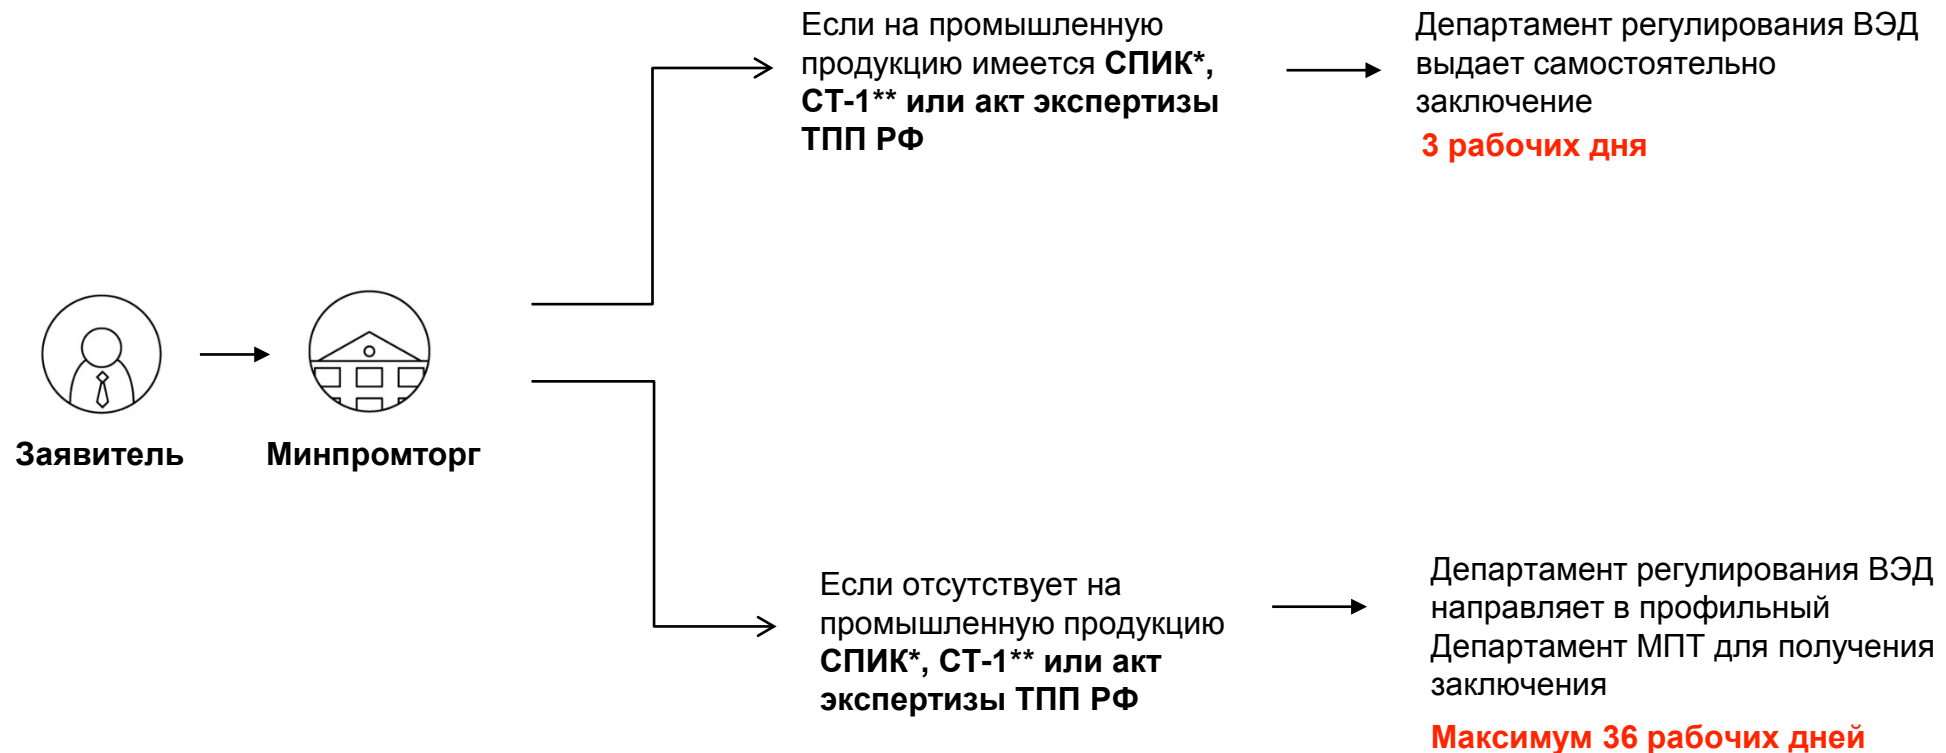 Если на промышленную
продукцию имеется СПИК*,
СТ-1** или акт экспертизы
ТПП РФ
Департамент регулирования ВЭД
выдает самостоятельно
заключение
3 рабочих дня
Заявитель
Минпромторг
Если отсутствует на
промышленную продукцию
СПИК*, СТ-1** или акт
экспертизы ТПП РФ
Департамент регулирования ВЭД
направляет в профильный
Департамент МПТ для получения
заключения
Максимум 36 рабочих дней